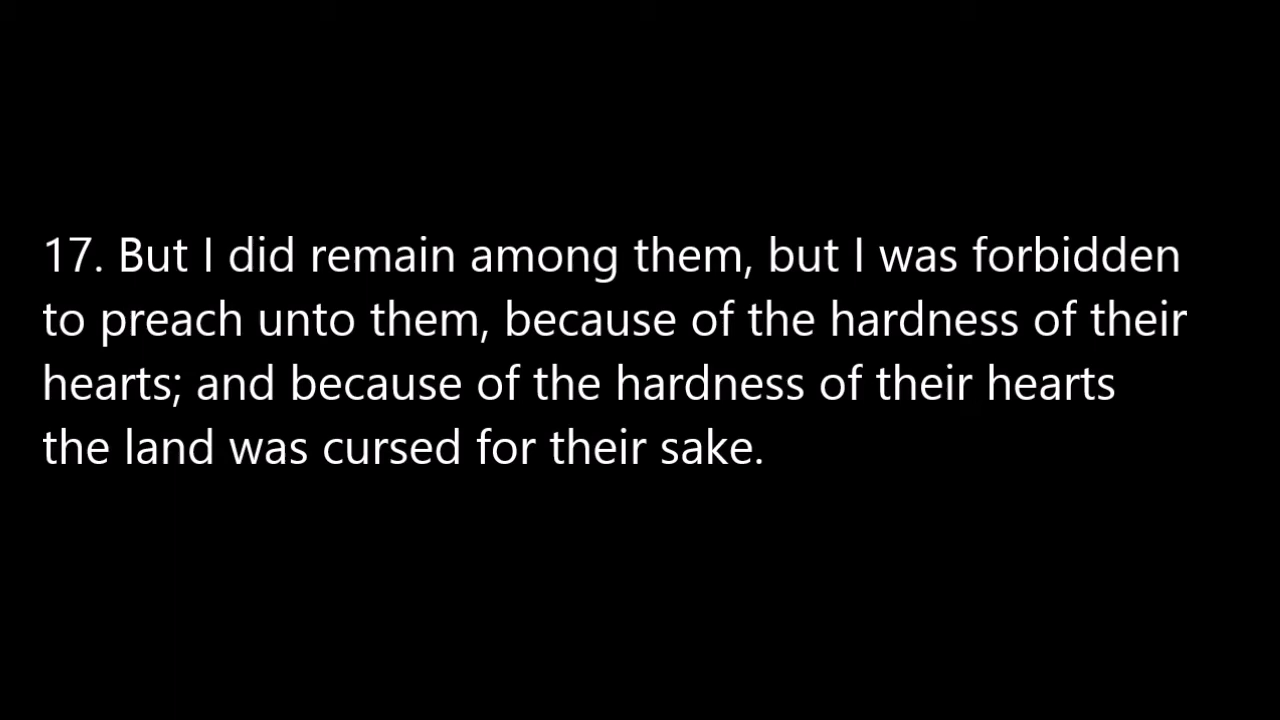 17. But I did remain among them, but I was forbidden
to preach unto them, because of the hardness of their
hearts; and because of the hardness of their hearts
the land was cursed for their sake.